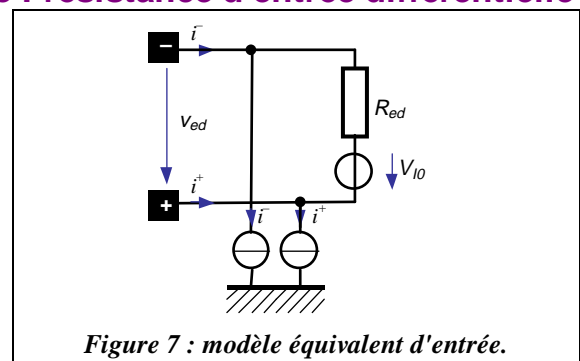 : résistance d'entrée différentielle
−
i⁻
v_ed
R_ed
V_I0
i⁺
+
i⁻
i⁺
Figure 7 : modèle équivalent d'entrée.